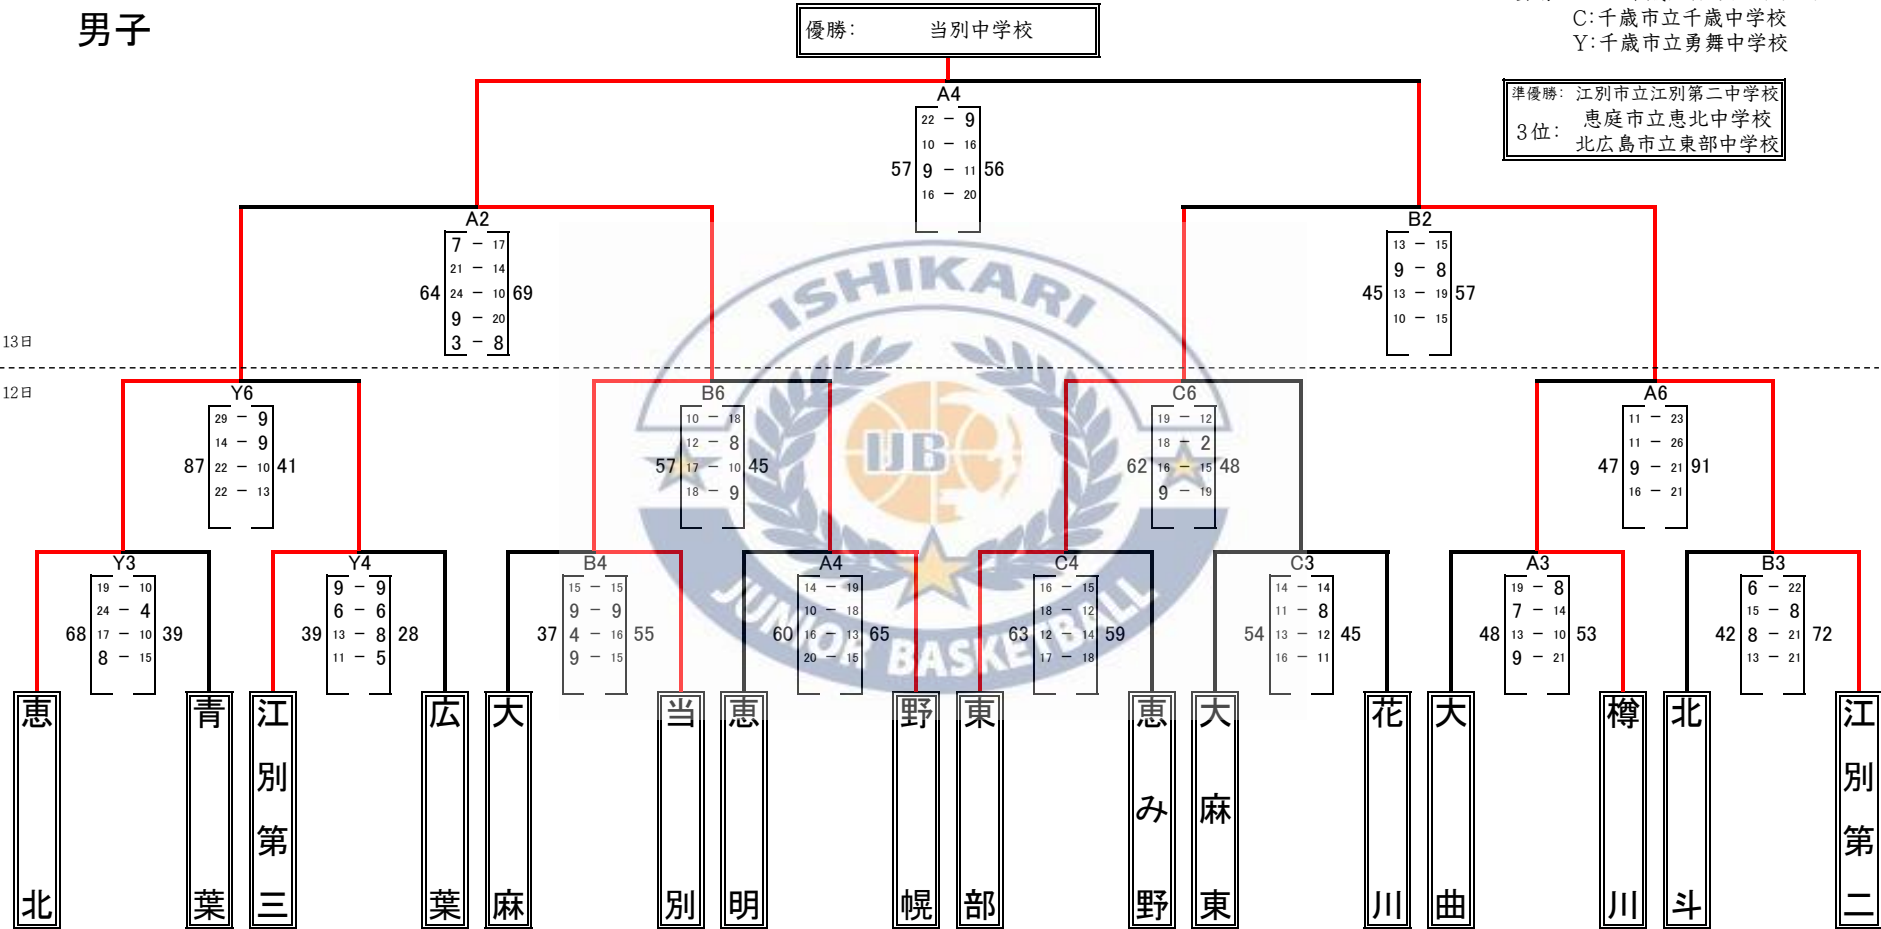 男子
優勝: 当別中学校
C:千歳市立千歳中学校
Y:千歳市立勇舞中学校
準優勝: 江別市立江別第二中学校
3位: 恵庭市立恵北中学校
北広島市立東部中学校
A4
22 - 9
10 - 16
57 9 - 11 56
16 - 20
A2
7 - 17
21 - 14
64 24 - 10 69
9 - 20
3 - 8
B2
13 - 15
9 - 8
45 13 - 19 57
10 - 15
13日
12日
Y6
29 - 9
14 - 9
87 22 - 10 41
22 - 13
B6
10 - 18
12 - 8
57 17 - 10 45
18 - 9
C6
19 - 12
18 - 2
62 16 - 15 48
9 - 19
A6
11 - 23
11 - 26
47 9 - 21 91
16 - 21
Y3
19 - 10
24 - 4
68 17 - 10 39
8 - 15
Y4
9 - 9
6 - 6
39 13 - 8 28
11 - 5
B4
15 - 15
9 - 9
37 4 - 16 55
9 - 15
A4
14 - 19
10 - 18
60 16 - 13 65
20 - 15
C4
16 - 15
18 - 12
63 12 - 14 59
17 - 18
C3
14 - 14
11 - 8
54 13 - 12 45
16 - 11
A3
19 - 8
7 - 14
48 13 - 10 53
9 - 21
B3
6 - 22
15 - 8
42 8 - 21 72
13 - 21
恵北
青葉
江別第三
広葉
大麻
当別
恵明
野幌
東部
恵み野
大麻東
花川
大曲
樽川
北斗
江別第二
ISHIKARI
IJB
JUNIOR BASKETBALL